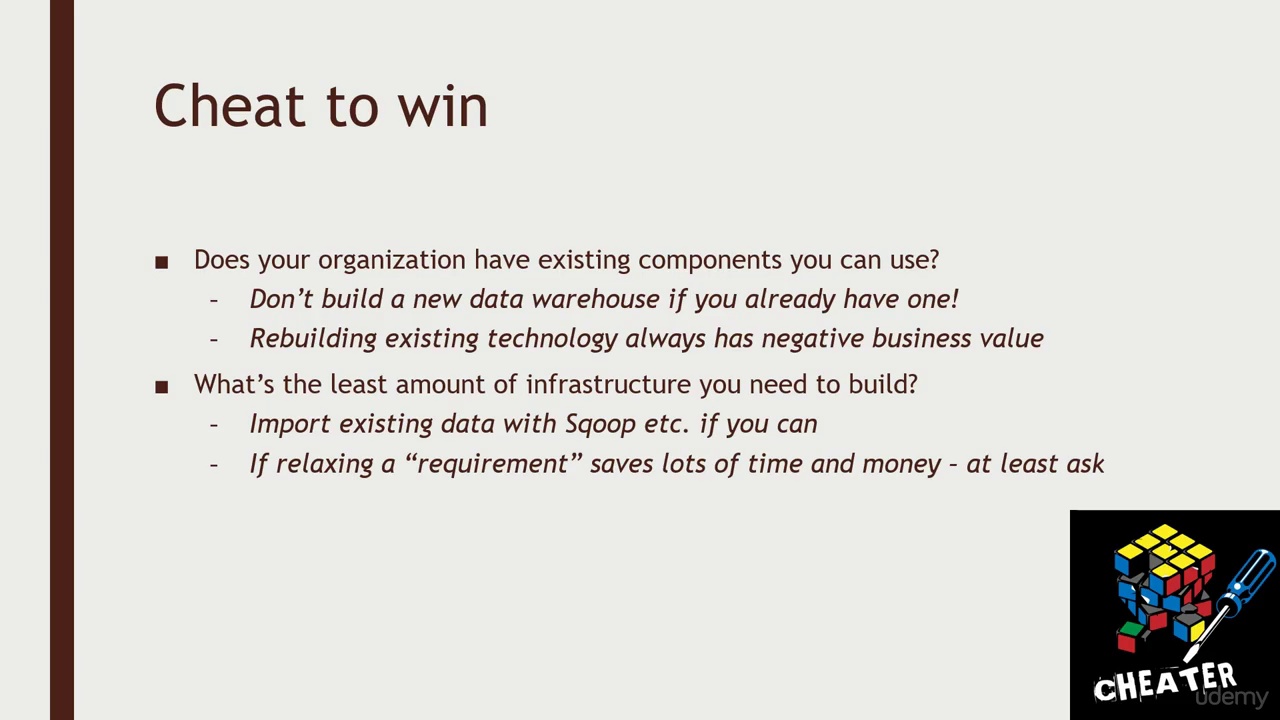 Cheat to win
■ Does your organization have existing components you can use?
– Don’t build a new data warehouse if you already have one!
– Rebuilding existing technology always has negative business value
■ What’s the least amount of infrastructure you need to build?
– Import existing data with Sqoop etc. if you can
– If relaxing a “requirement” saves lots of time and money – at least ask
CHEATER
udemy